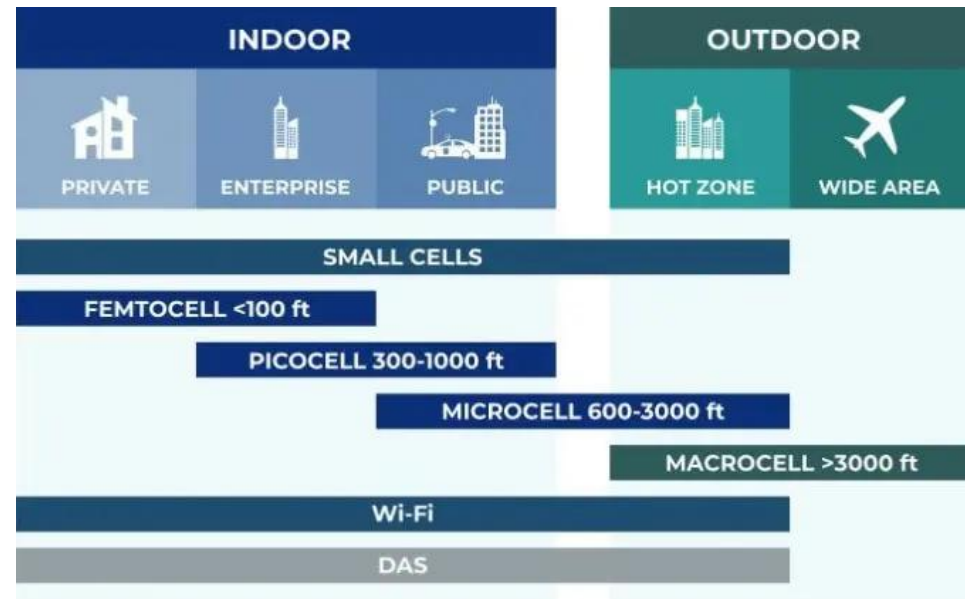 INDOOR
OUTDOOR
PRIVATE
ENTERPRISE
PUBLIC
HOT ZONE
WIDE AREA
SMALL CELLS
FEMTOCELL <100 ft
PICOCELL 300-1000 ft
MICROCELL 600-3000 ft
MACROCELL >3000 ft
Wi-Fi
DAS